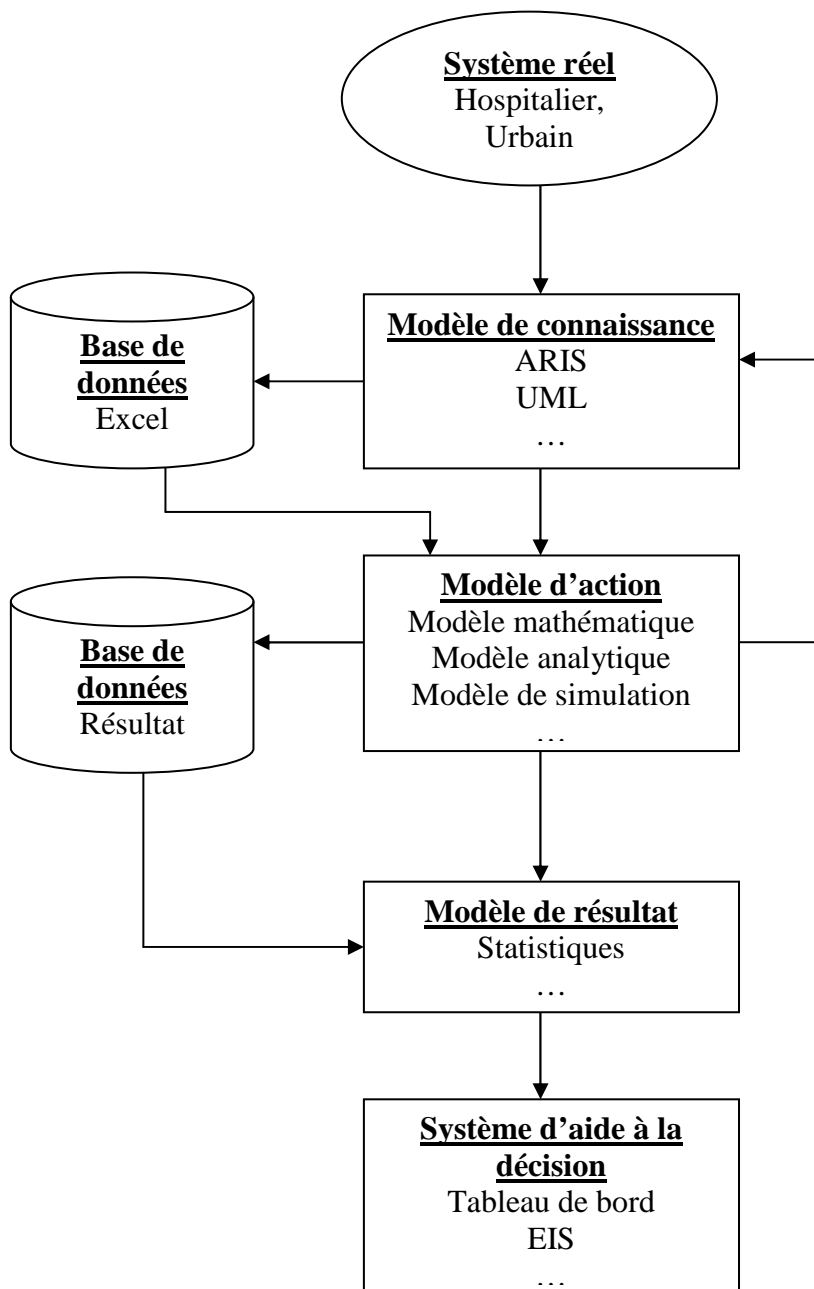 Système réel
Hospitalier,
Urbain
Modèle de connaissance
ARIS
UML
…
Base de
données
Excel
Modèle d’action
Modèle mathématique
Modèle analytique
Modèle de simulation
…
Base de
données
Résultat
Modèle de résultat
Statistiques
…
Système d’aide à la
décision
Tableau de bord
EIS
…